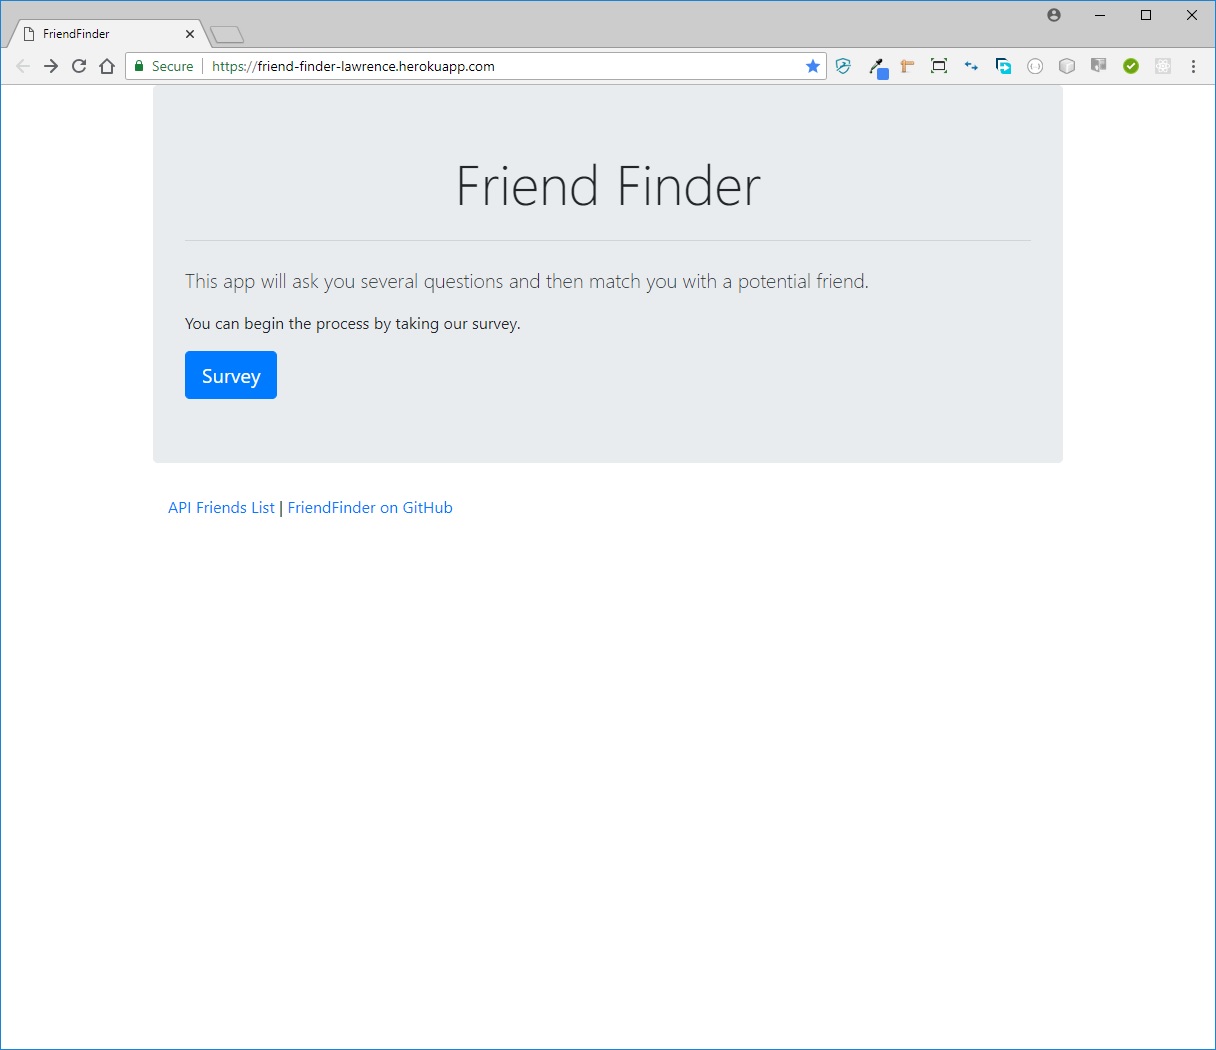 FriendFinder
Secure | https://friend-finder-lawrence.herokuapp.com
Friend Finder
This app will ask you several questions and then match you with a potential friend.
You can begin the process by taking our survey.
Survey
API Friends List | FriendFinder on GitHub